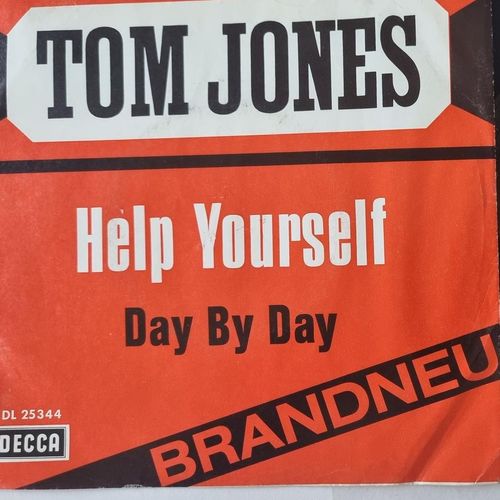 TOM JONES
Help Yourself
Day By Day
BRANDNEU
DL 25344
DECCA